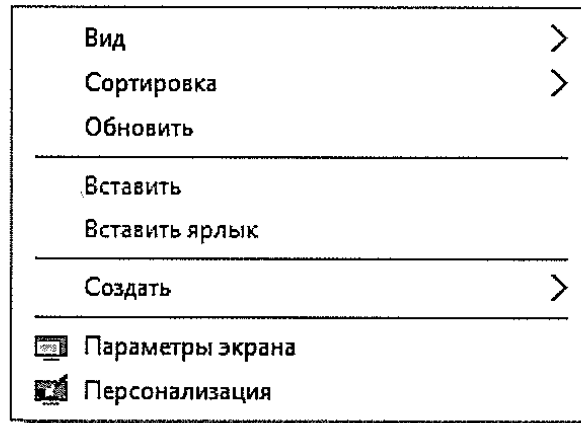 Вид
Сортировка
Обновить
Вставить
Вставить ярлык
Создать
Параметры экрана
Персонализация